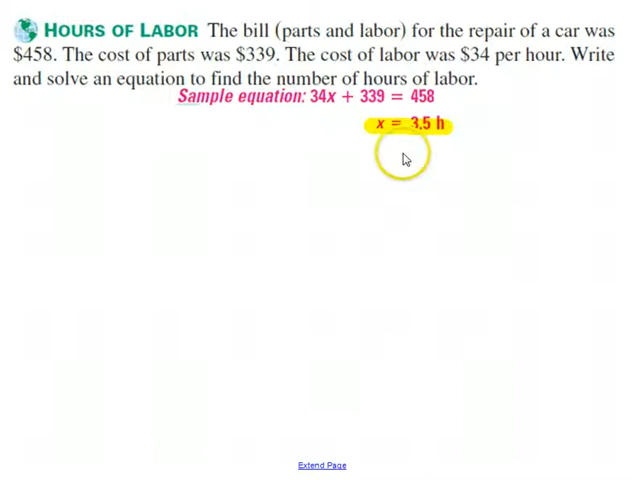 HOURS OF LABOR The bill (parts and labor) for the repair of a car was
$458. The cost of parts was $339. The cost of labor was $34 per hour. Write
and solve an equation to find the number of hours of labor.
Sample equation: 34x + 339 = 458
x = 3.5 h
Extend Page